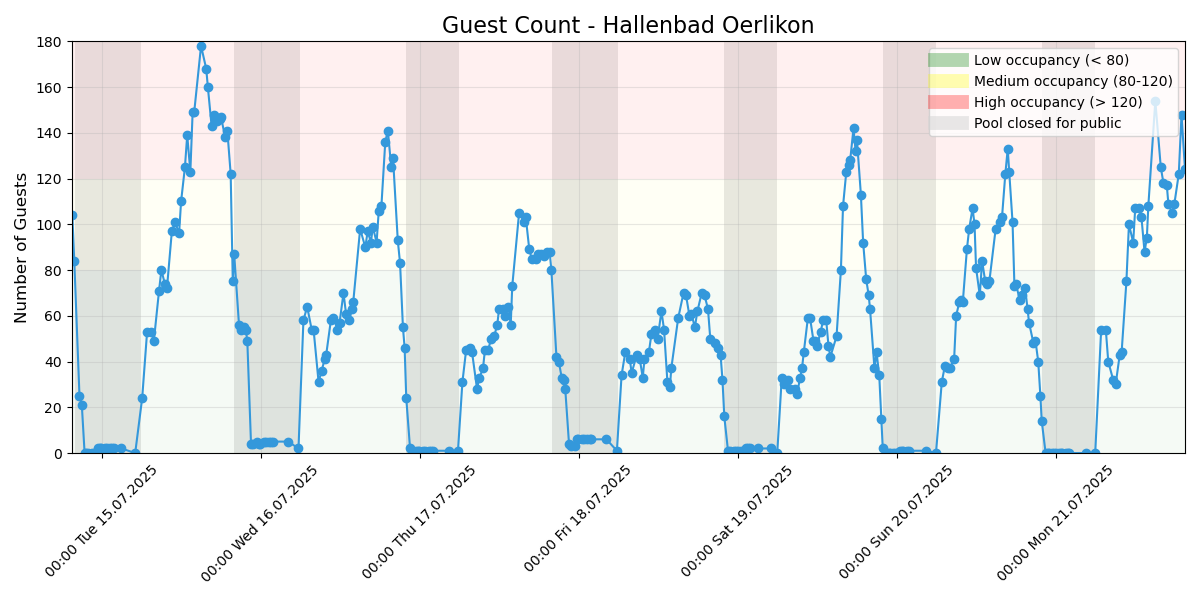 Guest Count - Hallenbad Oerlikon
Low occupancy (< 80)
Medium occupancy (80-120)
High occupancy (> 120)
Pool closed for public
Number of Guests
180
160
140
120
100
80
60
40
20
0
00:00 Tue 15.07.2025
00:00 Wed 16.07.2025
00:00 Thu 17.07.2025
00:00 Fri 18.07.2025
00:00 Sat 19.07.2025
00:00 Sun 20.07.2025
00:00 Mon 21.07.2025